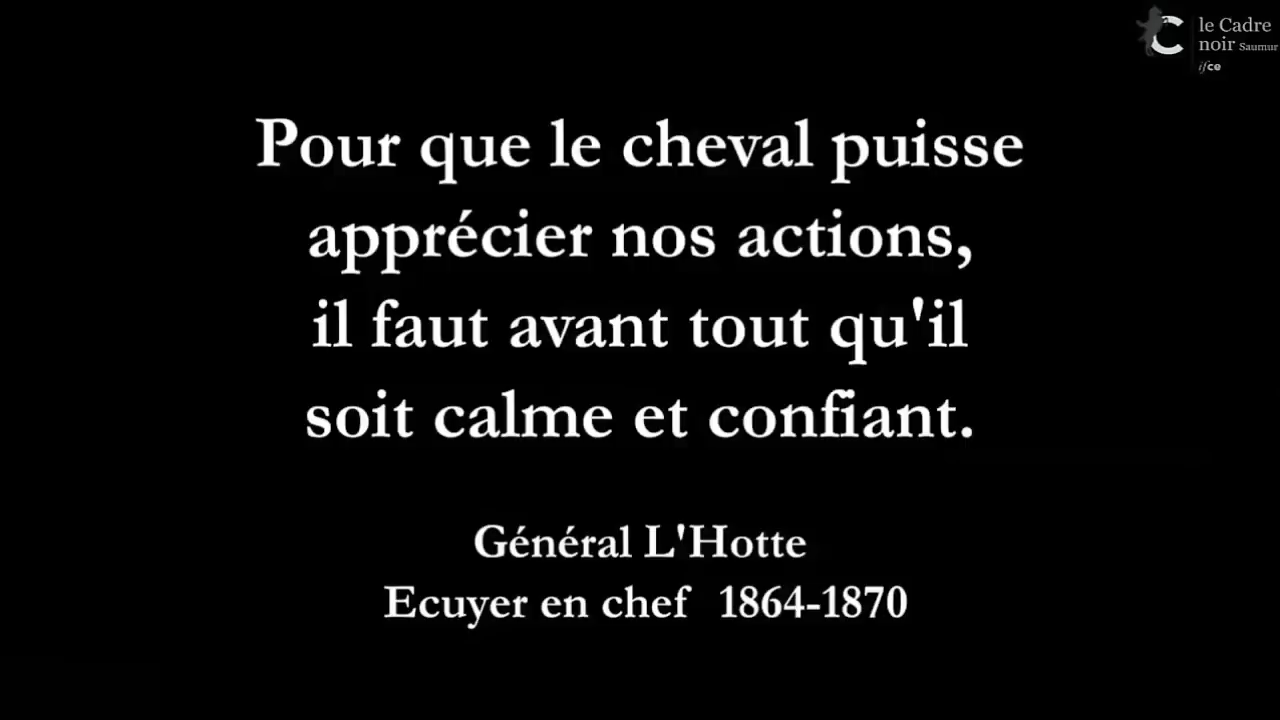 le Cadre
noir Saumur
ifce
Pour que le cheval puisse
apprécier nos actions,
il faut avant tout qu'il
soit calme et confiant.
Général L'Hotte
Ecuyer en chef 1864-1870